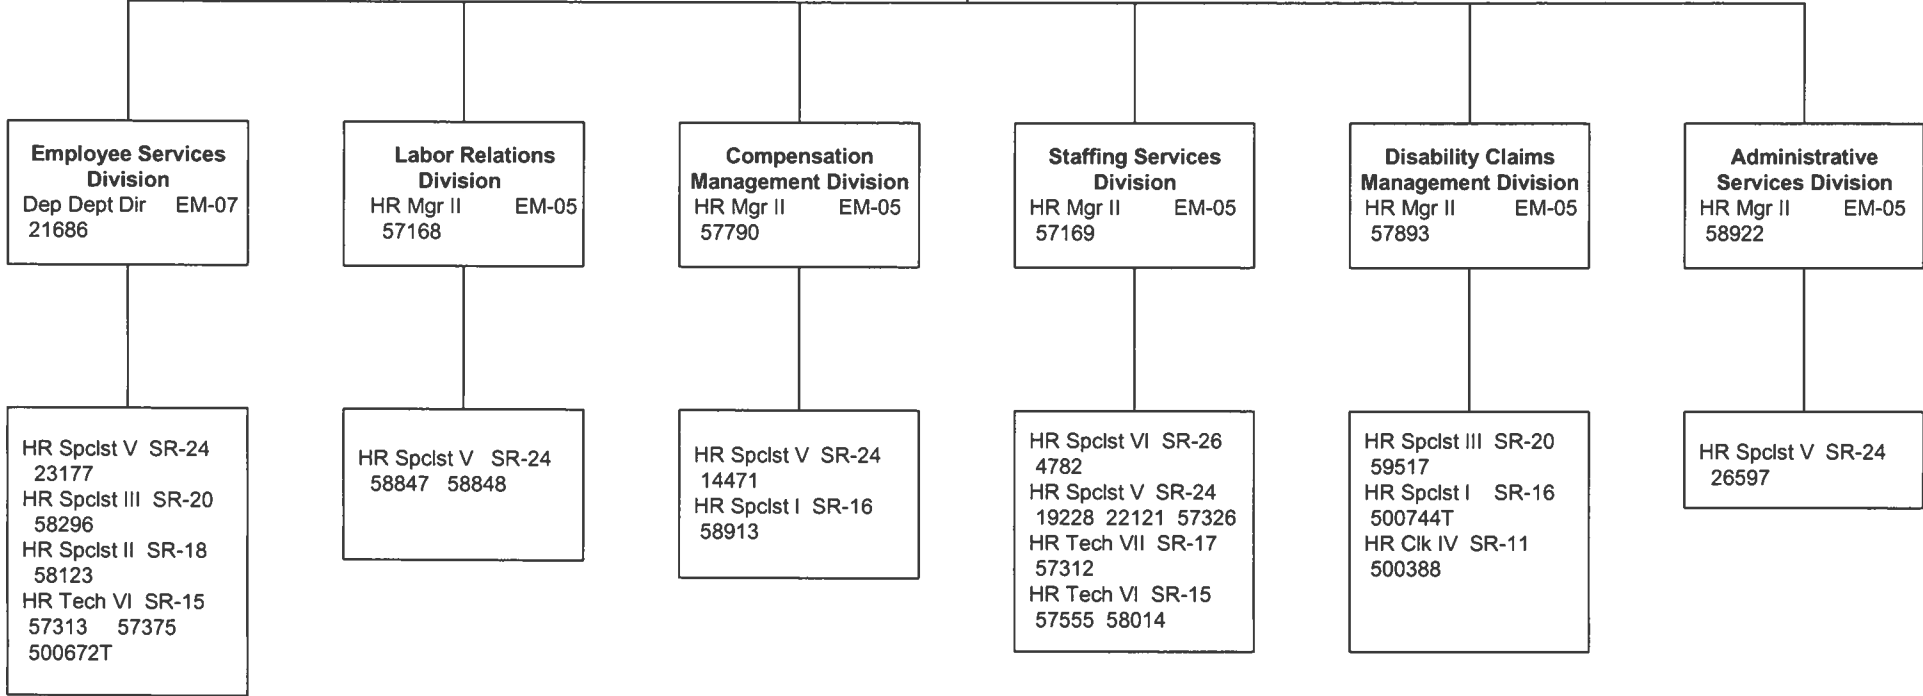 Employee Services
Division
Dep Dept Dir EM-07
21686
Labor Relations
Division
HR Mgr II EM-05
57168
Compensation
Management Division
HR Mgr II EM-05
57790
Staffing Services
Division
HR Mgr II EM-05
57169
Disability Claims
Management Division
HR Mgr II EM-05
57893
Administrative
Services Division
HR Mgr II EM-05
58922
HR Spclst V SR-24
23177
HR Spclst III SR-20
58296
HR Spclst II SR-18
58123
HR Tech VI SR-15
57313 57375
500672T
HR Spclst V SR-24
58847 58848
HR Spclst V SR-24
14471
HR Spclst I SR-16
58913
HR Spclst VI SR-26
4782
HR Spclst V SR-24
19228 22121 57326
HR Tech VII SR-17
57312
HR Tech VI SR-15
57555 58014
HR Spclst III SR-20
59517
HR Spclst I SR-16
500744T
HR Clk IV SR-11
500388
HR Spclst V SR-24
26597